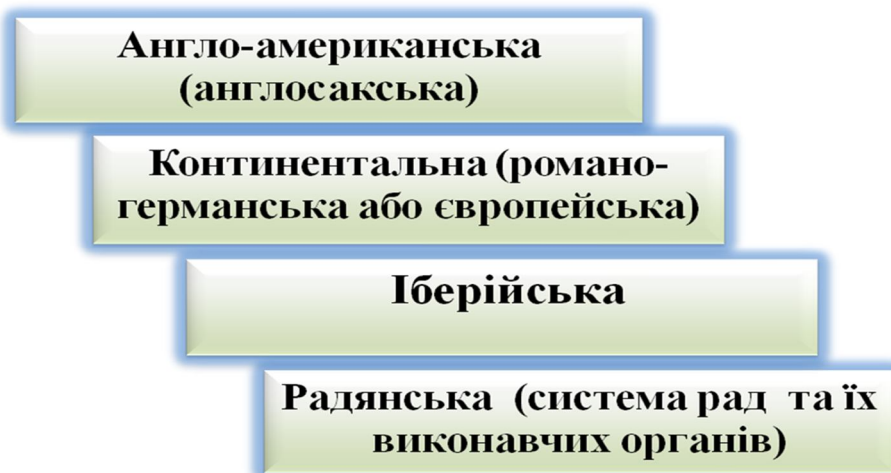 Англо-американська
(англосакська)
Континентальна (романо-
германська або європейська)
Іберійська
Радянська (система рад та їх
виконавчих органів)